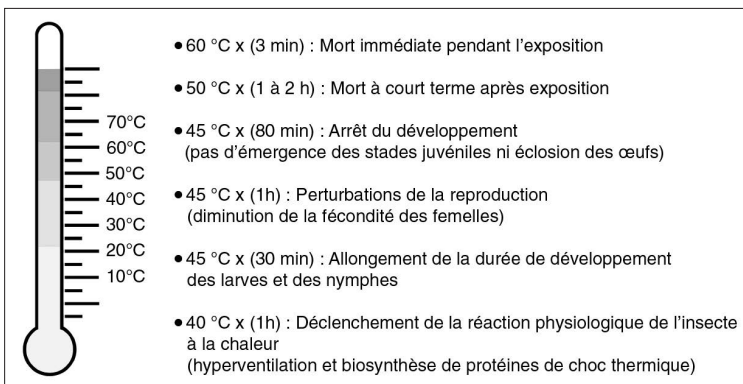 70°C
60°C
50°C
40°C
30°C
20°C
10°C
• 60 °C x (3 min) : Mort immédiate pendant l’exposition
• 50 °C x (1 à 2 h) : Mort à court terme après exposition
• 45 °C x (80 min) : Arrêt du développement
(pas d’émergence des stades juvéniles ni éclosion des œufs)
• 45 °C x (1h) : Perturbations de la reproduction
(diminution de la fécondité des femelles)
• 45 °C x (30 min) : Allongement de la durée de développement
des larves et des nymphes
• 40 °C x (1h) : Déclenchement de la réaction physiologique de l’insecte
à la chaleur
(hyperventilation et biosynthèse de protéines de choc thermique)